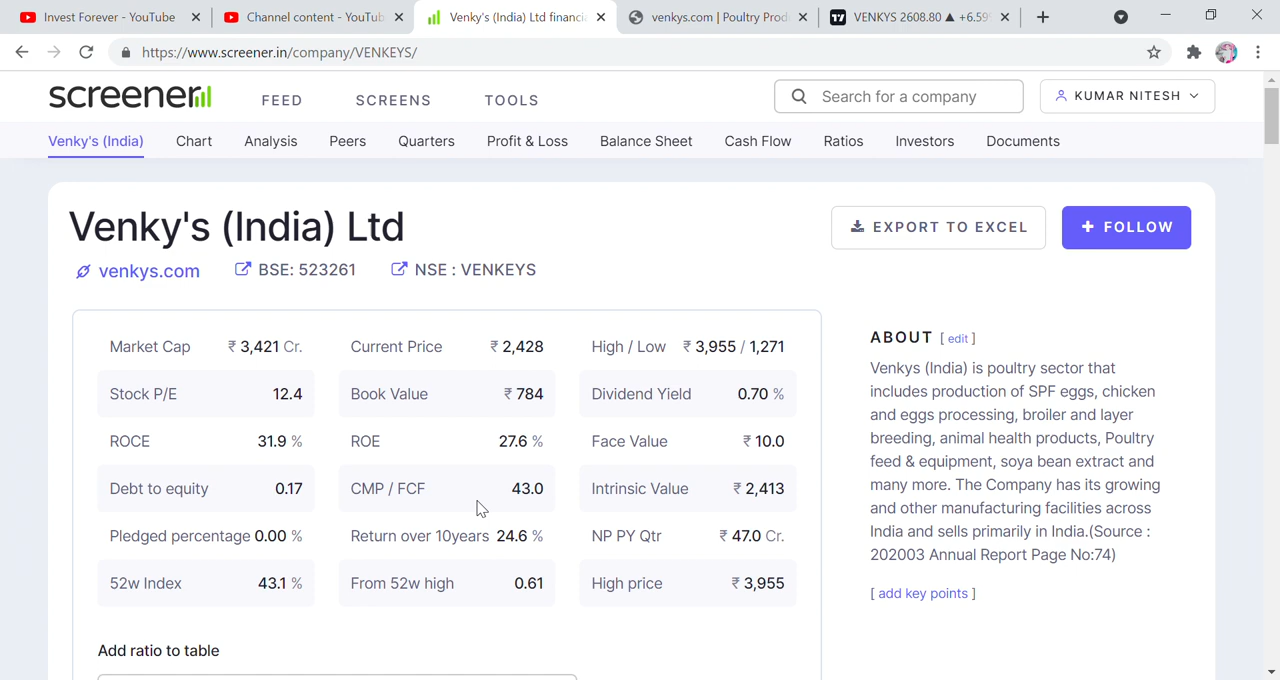 Invest Forever - YouTube
Channel content - YouTub
Venky's (India) Ltd financi
venkys.com | Poultry Prod
VENKYS 2608.80 ▲ +6.59
https://www.screener.in/company/VENKEYS/
screener
FEED
SCREENS
TOOLS
Search for a company
KUMAR NITESH
Venky's (India)
Chart
Analysis
Peers
Quarters
Profit & Loss
Balance Sheet
Cash Flow
Ratios
Investors
Documents
Venky's (India) Ltd
EXPORT TO EXCEL
+ FOLLOW
venkys.com
BSE: 523261
NSE : VENKEYS
Market Cap ₹ 3,421 Cr.
Current Price ₹ 2,428
High / Low ₹ 3,955 / 1,271
Stock P/E 12.4
Book Value ₹ 784
Dividend Yield 0.70 %
ROCE 31.9 %
ROE 27.6 %
Face Value ₹ 10.0
Debt to equity 0.17
CMP / FCF 43.0
Intrinsic Value ₹ 2,413
Pledged percentage 0.00 %
Return over 10years 24.6 %
NP PY Qtr ₹ 47.0 Cr.
52w Index 43.1 %
From 52w high 0.61
High price ₹ 3,955
Add ratio to table
ABOUT [ edit ]
Venkys (India) is poultry sector that
includes production of SPF eggs, chicken
and eggs processing, broiler and layer
breeding, animal health products, Poultry
feed & equipment, soya bean extract and
many more. The Company has its growing
and other manufacturing facilities across
India and sells primarily in India.(Source :
202003 Annual Report Page No:74)
[ add key points ]